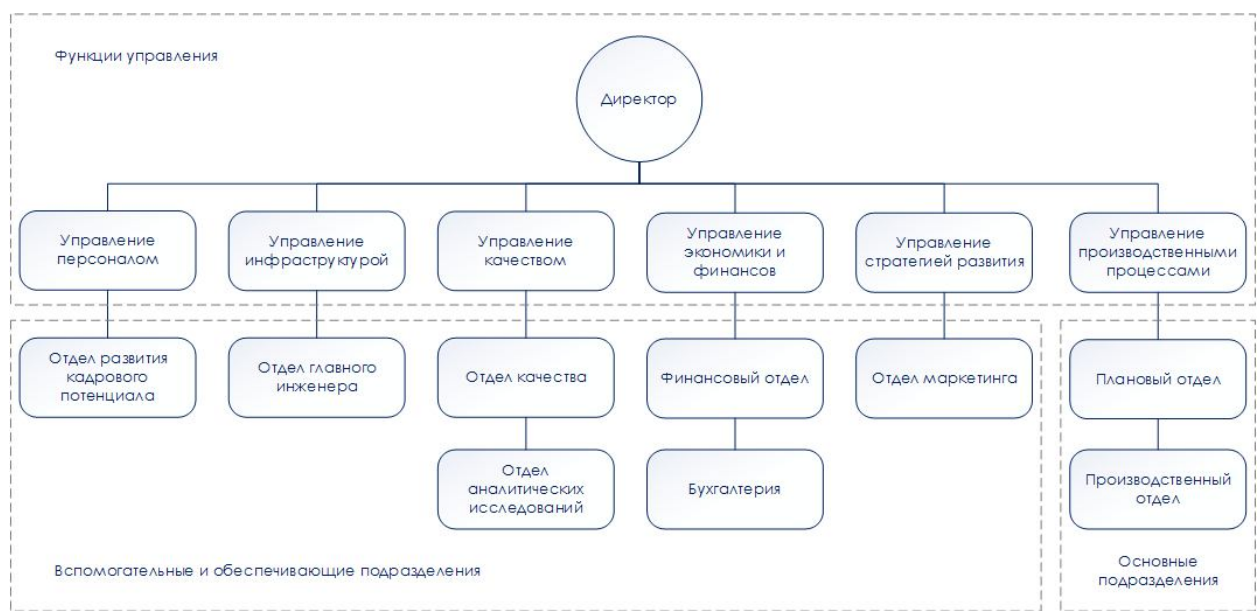 Функции управления
Директор
Управление
персоналом
Управление
инфраструктурой
Управление
качеством
Управление
экономики и
финансов
Управление
стратегией развития
Управление
производственными
процессами
Отдел развития
кадрового
потенциала
Отдел главного
инженера
Отдел качества
Финансовый отдел
Отдел маркетинга
Плановый отдел
Отдел
аналитических
исследований
Бухгалтерия
Производственный
отдел
Вспомогательные и обеспечивающие подразделения
Основные
подразделения